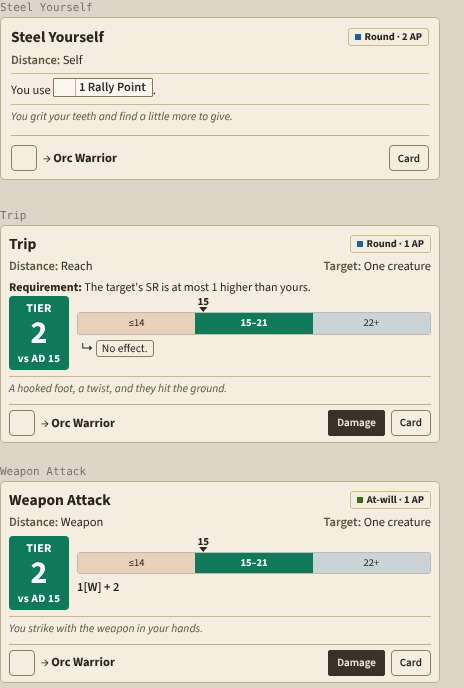 Steel Yourself
Steel Yourself
Round · 2 AP
Distance: Self
You use 1 Rally Point.
You grit your teeth and find a little more to give.
→ Orc Warrior
Card
Trip
Trip
Round · 1 AP
Distance: Reach
Target: One creature
Requirement: The target's SR is at most 1 higher than yours.
TIER
2
vs AD 15
15
≤14
15–21
22+
No effect.
A hooked foot, a twist, and they hit the ground.
→ Orc Warrior
Damage
Card
Weapon Attack
Weapon Attack
At-will · 1 AP
Distance: Weapon
Target: One creature
TIER
2
vs AD 15
15
≤14
15–21
22+
1[W] + 2
You strike with the weapon in your hands.
→ Orc Warrior
Damage
Card